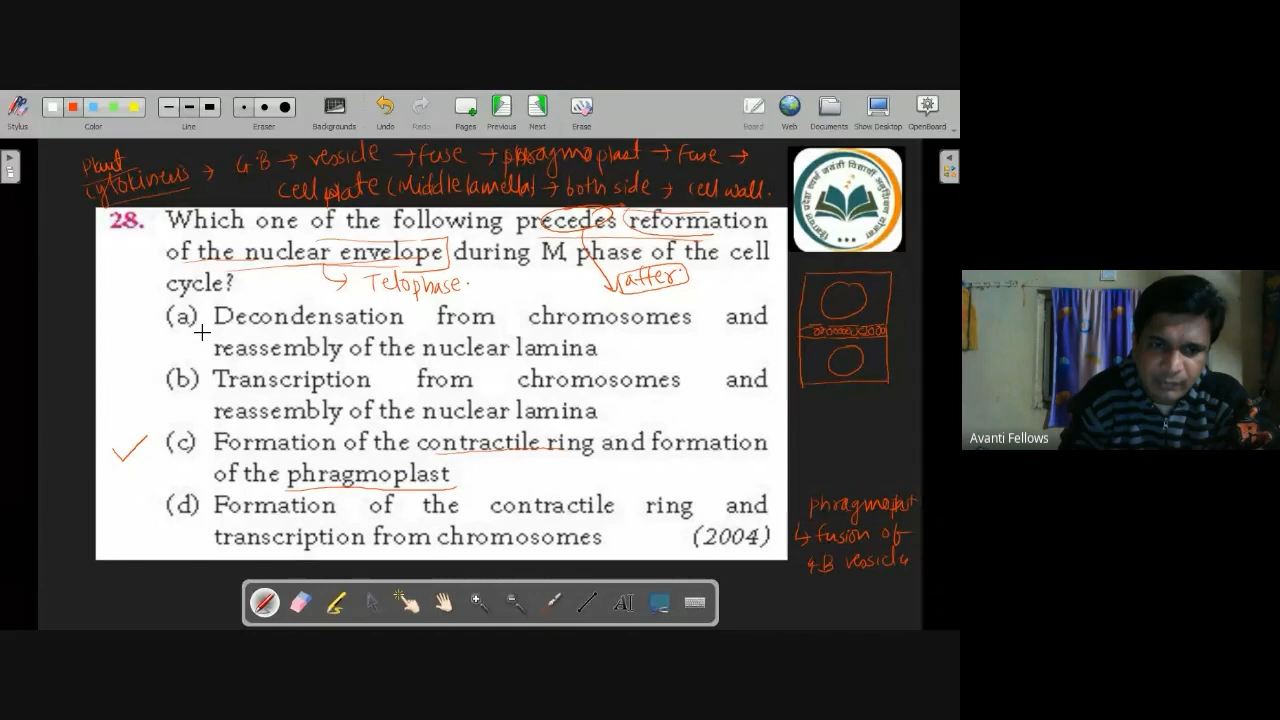 Stylus
Color
Line
Eraser
Backgrounds
Undo
Redo
Pages
Previous
Next
Erase
Board
Web
Documents
Show Desktop
OpenBoard
Plant cytokinesis → G.B → vessicle → fuse → phragmoplast → fuse →
cell plate (Middle lamella) → both side → cell wall.
28. Which one of the following precedes reformation
of the nuclear envelope during M phase of the cell
cycle?
→ Telophase.
after.
(a) Decondensation from chromosomes and
reassembly of the nuclear lamina
(b) Transcription from chromosomes and
reassembly of the nuclear lamina
(c) Formation of the contractile ring and formation
of the phragmoplast
(d) Formation of the contractile ring and
transcription from chromosomes (2004)
phragmoplast
↳ fusion of
GB vessicle
Avanti Fellows